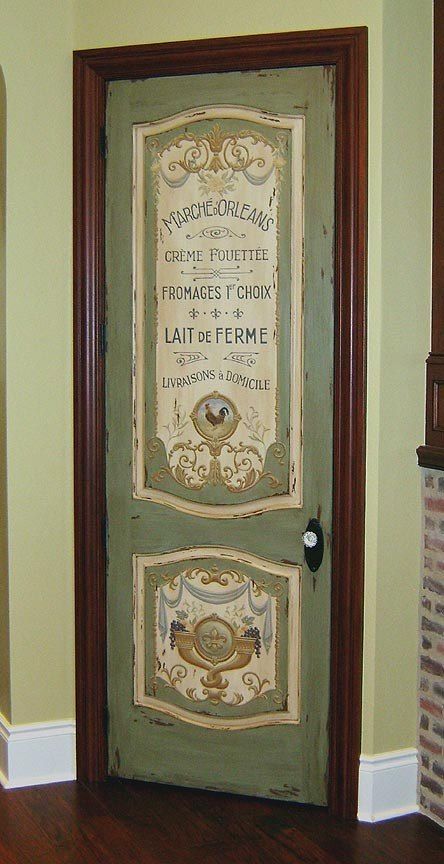 MARCHÉ D'ORLEANS
CRÈME FOUETTÉE
FROMAGES 1er CHOIX
LAIT DE FERME
LIVRAISONS à DOMICILE